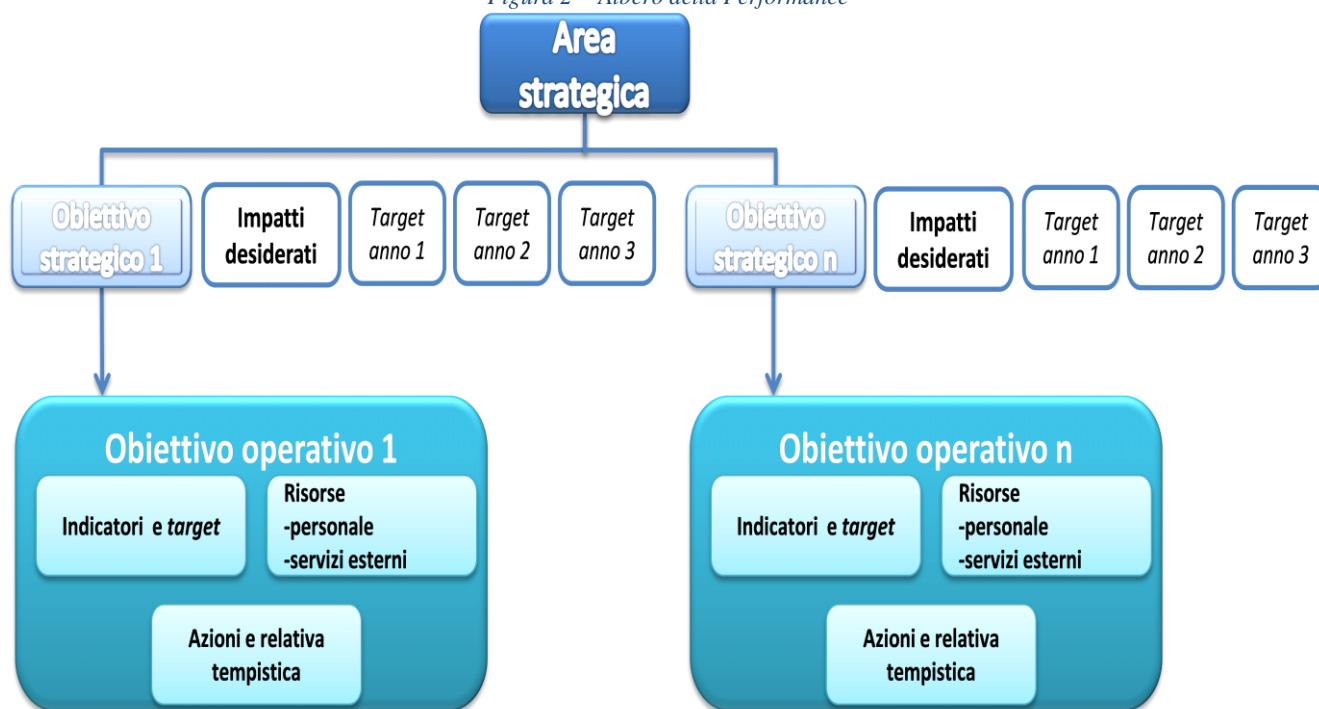 Figura 2 – Albero della Performance
Area
strategica
Obiettivo
strategico 1
Impatti
desiderati
Target
anno 1
Target
anno 2
Target
anno 3
Obiettivo
strategico n
Impatti
desiderati
Target
anno 1
Target
anno 2
Target
anno 3
Obiettivo operativo 1
Indicatori e target
Risorse
-personale
-servizi esterni
Azioni e relativa
tempistica
Obiettivo operativo n
Indicatori e target
Risorse
-personale
-servizi esterni
Azioni e relativa
tempistica